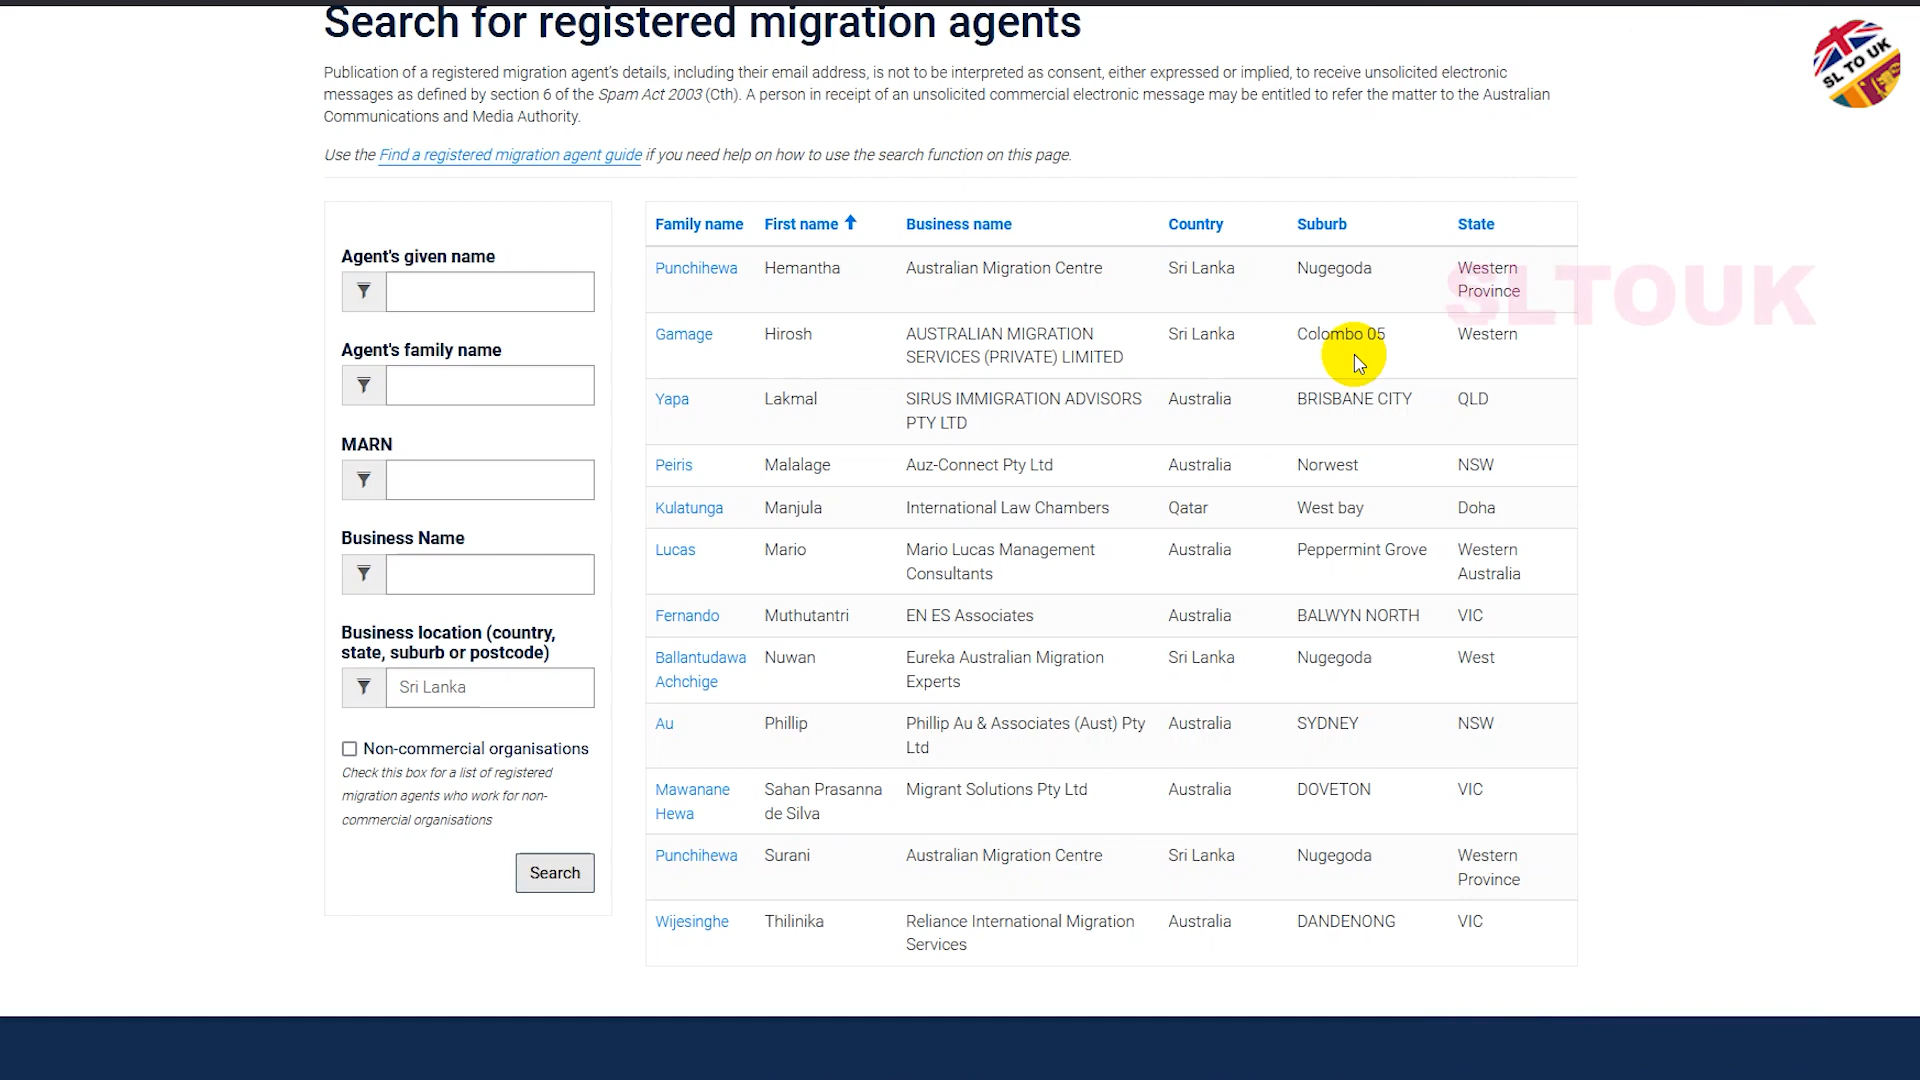 Search for registered migration agents
SL TO UK
Publication of a registered migration agent's details, including their email address, is not to be interpreted as consent, either expressed or implied, to receive unsolicited electronic
messages as defined by section 6 of the Spam Act 2003 (Cth). A person in receipt of an unsolicited commercial electronic message may be entitled to refer the matter to the Australian
Communications and Media Authority.
Use the Find a registered migration agent guide if you need help on how to use the search function on this page.
Agent's given name
Agent's family name
MARN
Business Name
Business location (country,
state, suburb or postcode)
Sri Lanka
Non-commercial organisations
Check this box for a list of registered
migration agents who work for non-
commercial organisations
Search
Family name First name Business name Country Suburb State
Punchihewa Hemantha Australian Migration Centre Sri Lanka Nugegoda Western
Province
SLTOUK
Gamage Hirosh AUSTRALIAN MIGRATION Sri Lanka Colombo 05 Western
SERVICES (PRIVATE) LIMITED
Yapa Lakmal SIRUS IMMIGRATION ADVISORS Australia BRISBANE CITY QLD
PTY LTD
Peiris Malalage Auz-Connect Pty Ltd Australia Norwest NSW
Kulatunga Manjula International Law Chambers Qatar West bay Doha
Lucas Mario Mario Lucas Management Australia Peppermint Grove Western
Consultants Australia
Fernando Muthutantri EN ES Associates Australia BALWYN NORTH VIC
Ballantudawa Nuwan Eureka Australian Migration Sri Lanka Nugegoda West
Achchige Experts
Au Phillip Phillip Au & Associates (Aust) Pty Australia SYDNEY NSW
Ltd
Mawanane Sahan Prasanna Migrant Solutions Pty Ltd Australia DOVETON VIC
Hewa de Silva
Punchihewa Surani Australian Migration Centre Sri Lanka Nugegoda Western
Province
Wijesinghe Thilinika Reliance International Migration Australia DANDENONG VIC
Services